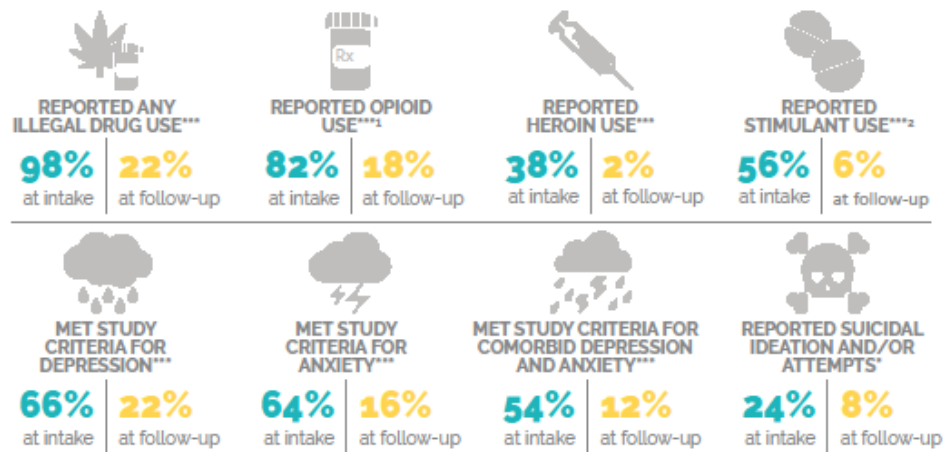 Rx
REPORTED ANY
ILLEGAL DRUG USE***
98%
at intake
22%
at follow-up
REPORTED OPIOID
USE***1
82%
at intake
18%
at follow-up
REPORTED
HEROIN USE***
38%
at intake
2%
at follow-up
REPORTED
STIMULANT USE***2
56%
at intake
6%
at follow-up
MET STUDY
CRITERIA FOR
DEPRESSION***
66%
at intake
22%
at follow-up
MET STUDY
CRITERIA FOR
ANXIETY***
64%
at intake
16%
at follow-up
MET STUDY CRITERIA FOR
COMORBID DEPRESSION
AND ANXIETY***
54%
at intake
12%
at follow-up
REPORTED SUICIDAL
IDEATION AND/OR
ATTEMPTS*
24%
at intake
8%
at follow-up